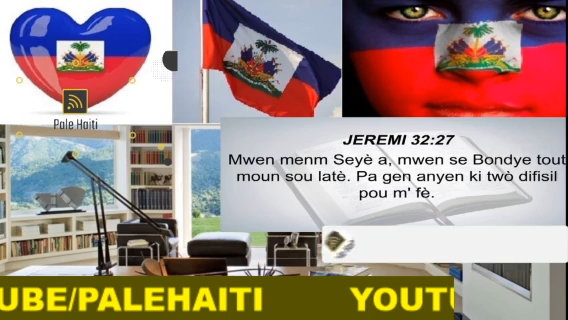 Pale Haiti
JEREMI 32:27
Mwen menm Seyè a, mwen se Bondye tout
moun sou latè. Pa gen anyen ki twò difisil
pou m' fè.
UBE/PALEHAITI YOUTU